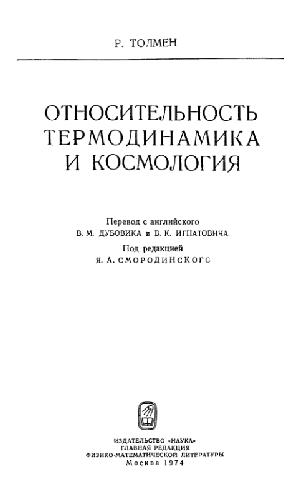 Р. ТОЛМЕН
ОТНОСИТЕЛЬНОСТЬ
ТЕРМОДИНАМИКА
И КОСМОЛОГИЯ
Перевод с английского
В. М. ДУБОВИКА и В. К. ИГНАТОВИЧА
Под редакцией
Я. А. СМОРОДИНСКОГО
ИЗДАТЕЛЬСТВО «НАУКА»
ГЛАВНАЯ РЕДАКЦИЯ
ФИЗИКО-МАТЕМАТИЧЕСКОЙ ЛИТЕРАТУРЫ
Москва 1974